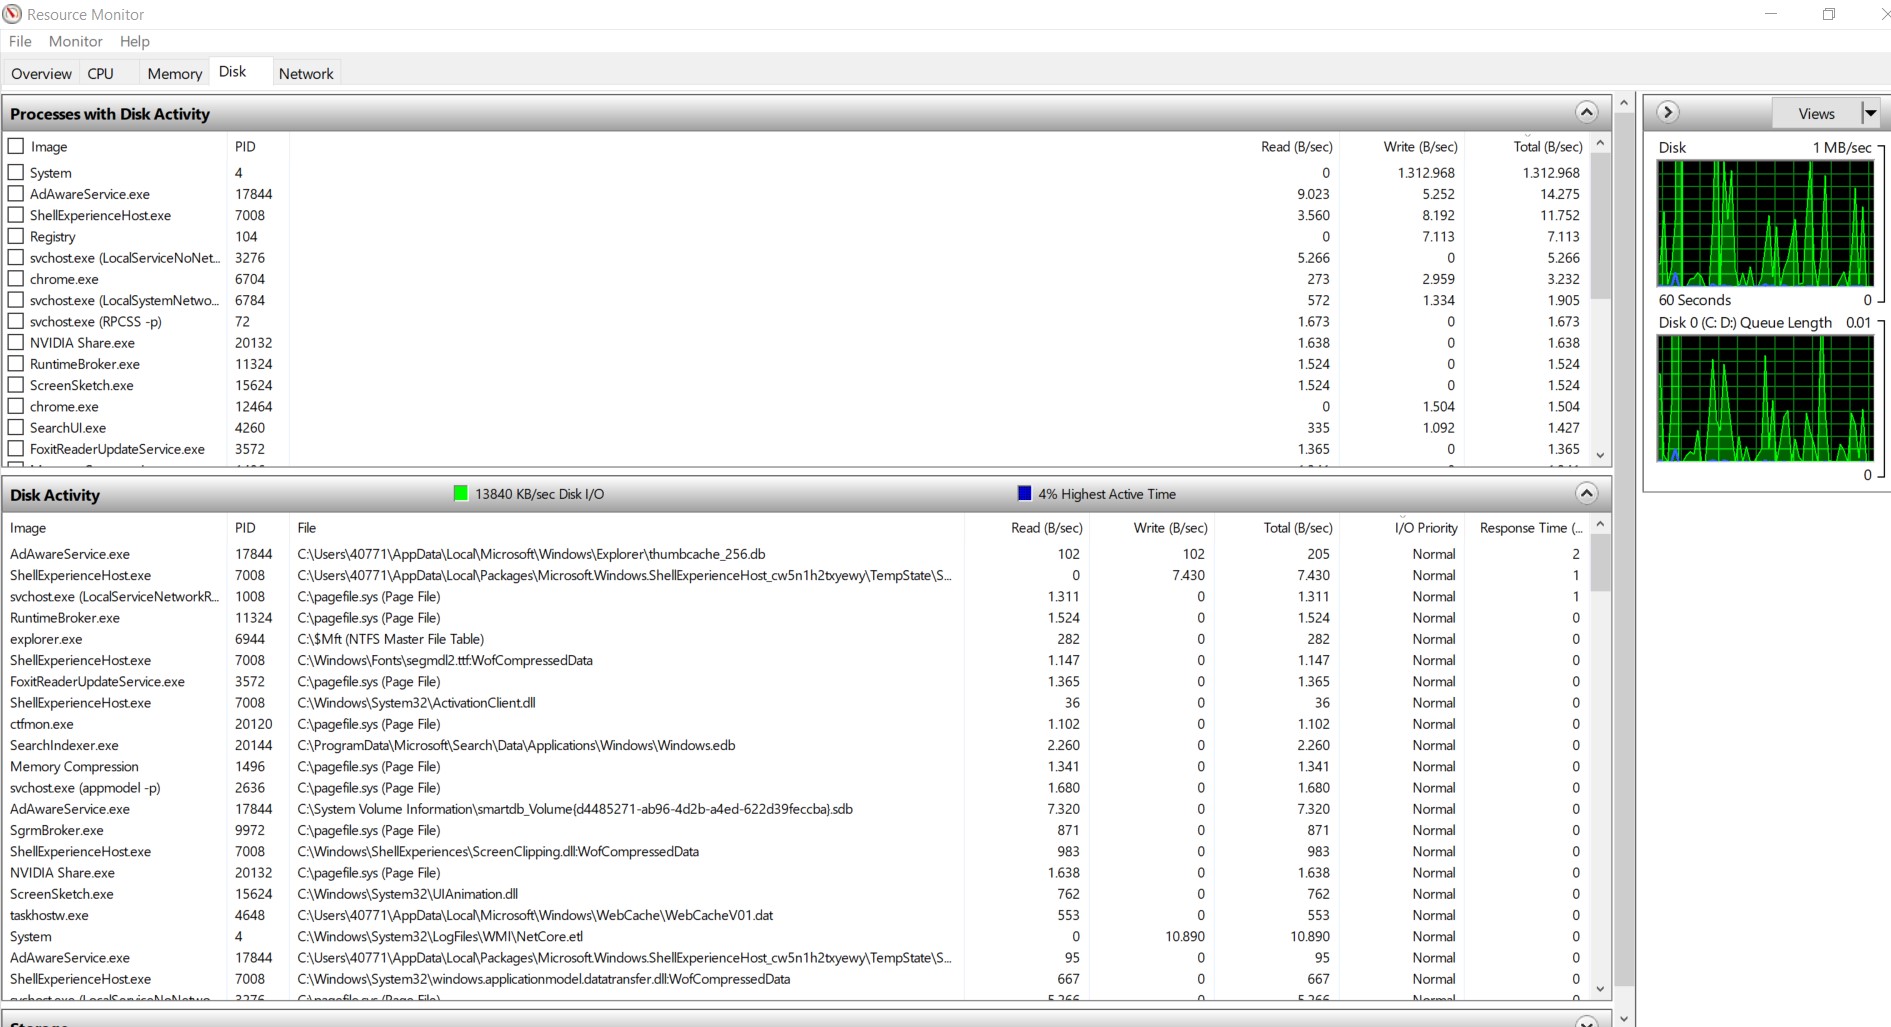 Resource Monitor
File Monitor Help
Overview CPU Memory Disk Network
Processes with Disk Activity
Image PID Read (B/sec) Write (B/sec) Total (B/sec)
System 4 0 1.312.968 1.312.968
AdAwareService.exe 17844 9.023 5.252 14.275
ShellExperienceHost.exe 7008 3.560 8.192 11.752
Registry 104 0 7.113 7.113
svchost.exe (LocalServiceNoNet... 3276 5.266 0 5.266
chrome.exe 6704 273 2.959 3.232
svchost.exe (LocalSystemNetwo... 6784 572 1.334 1.905
svchost.exe (RPCSS -p) 72 1.673 0 1.673
NVIDIA Share.exe 20132 1.638 0 1.638
RuntimeBroker.exe 11324 1.524 0 1.524
ScreenSketch.exe 15624 1.524 0 1.524
chrome.exe 12464 0 1.504 1.504
SearchUI.exe 4260 335 1.092 1.427
FoxitReaderUpdateService.exe 3572 1.365 0 1.365
Disk Activity 13840 KB/sec Disk I/O 4% Highest Active Time
Image PID File Read (B/sec) Write (B/sec) Total (B/sec) I/O Priority Response Time (...
AdAwareService.exe 17844 C:\Users\40771\AppData\Local\Microsoft\Windows\Explorer\thumbcache_256.db 102 102 205 Normal 2
ShellExperienceHost.exe 7008 C:\Users\40771\AppData\Local\Packages\Microsoft.Windows.ShellExperienceHost_cw5n1h2txyewy\TempState\S... 0 7.430 7.430 Normal 1
svchost.exe (LocalServiceNetworkR... 1008 C:\pagefile.sys (Page File) 1.311 0 1.311 Normal 1
RuntimeBroker.exe 11324 C:\pagefile.sys (Page File) 1.524 0 1.524 Normal 0
explorer.exe 6944 C:\$Mft (NTFS Master File Table) 282 0 282 Normal 0
ShellExperienceHost.exe 7008 C:\Windows\Fonts\segmdl2.ttf:WofCompressedData 1.147 0 1.147 Normal 0
FoxitReaderUpdateService.exe 3572 C:\pagefile.sys (Page File) 1.365 0 1.365 Normal 0
ShellExperienceHost.exe 7008 C:\Windows\System32\ActivationClient.dll 36 0 36 Normal 0
ctfmon.exe 20120 C:\pagefile.sys (Page File) 1.102 0 1.102 Normal 0
SearchIndexer.exe 20144 C:\ProgramData\Microsoft\Search\Data\Applications\Windows\Windows.edb 2.260 0 2.260 Normal 0
Memory Compression 1496 C:\pagefile.sys (Page File) 1.341 0 1.341 Normal 0
svchost.exe (appmodel -p) 2636 C:\pagefile.sys (Page File) 1.680 0 1.680 Normal 0
AdAwareService.exe 17844 C:\System Volume Information\smartdb_Volume{d4485271-ab96-4d2b-a4ed-622d39feccba}.sdb 7.320 0 7.320 Normal 0
SgrmBroker.exe 9972 C:\pagefile.sys (Page File) 871 0 871 Normal 0
ShellExperienceHost.exe 7008 C:\Windows\ShellExperiences\ScreenClipping.dll:WofCompressedData 983 0 983 Normal 0
NVIDIA Share.exe 20132 C:\pagefile.sys (Page File) 1.638 0 1.638 Normal 0
ScreenSketch.exe 15624 C:\Windows\System32\UIAnimation.dll 762 0 762 Normal 0
taskhostw.exe 4648 C:\Users\40771\AppData\Local\Microsoft\Windows\WebCache\WebCacheV01.dat 553 0 553 Normal 0
System 4 C:\Windows\System32\LogFiles\WMI\NetCore.etl 0 10.890 10.890 Normal 0
AdAwareService.exe 17844 C:\Users\40771\AppData\Local\Packages\Microsoft.Windows.ShellExperienceHost_cw5n1h2txyewy\TempState\S... 95 0 95 Normal 0
ShellExperienceHost.exe 7008 C:\Windows\System32\windows.applicationmodel.datatransfer.dll:WofCompressedData 667 0 667 Normal 0
svchost.exe (LocalServiceNoNetwo... 3276 C:\pagefile.sys (Page File) 5.266 0 5.266 Normal 0
Storage
Views
Disk 1 MB/sec
60 Seconds 0
Disk 0 (C: D:) Queue Length 0.01
0